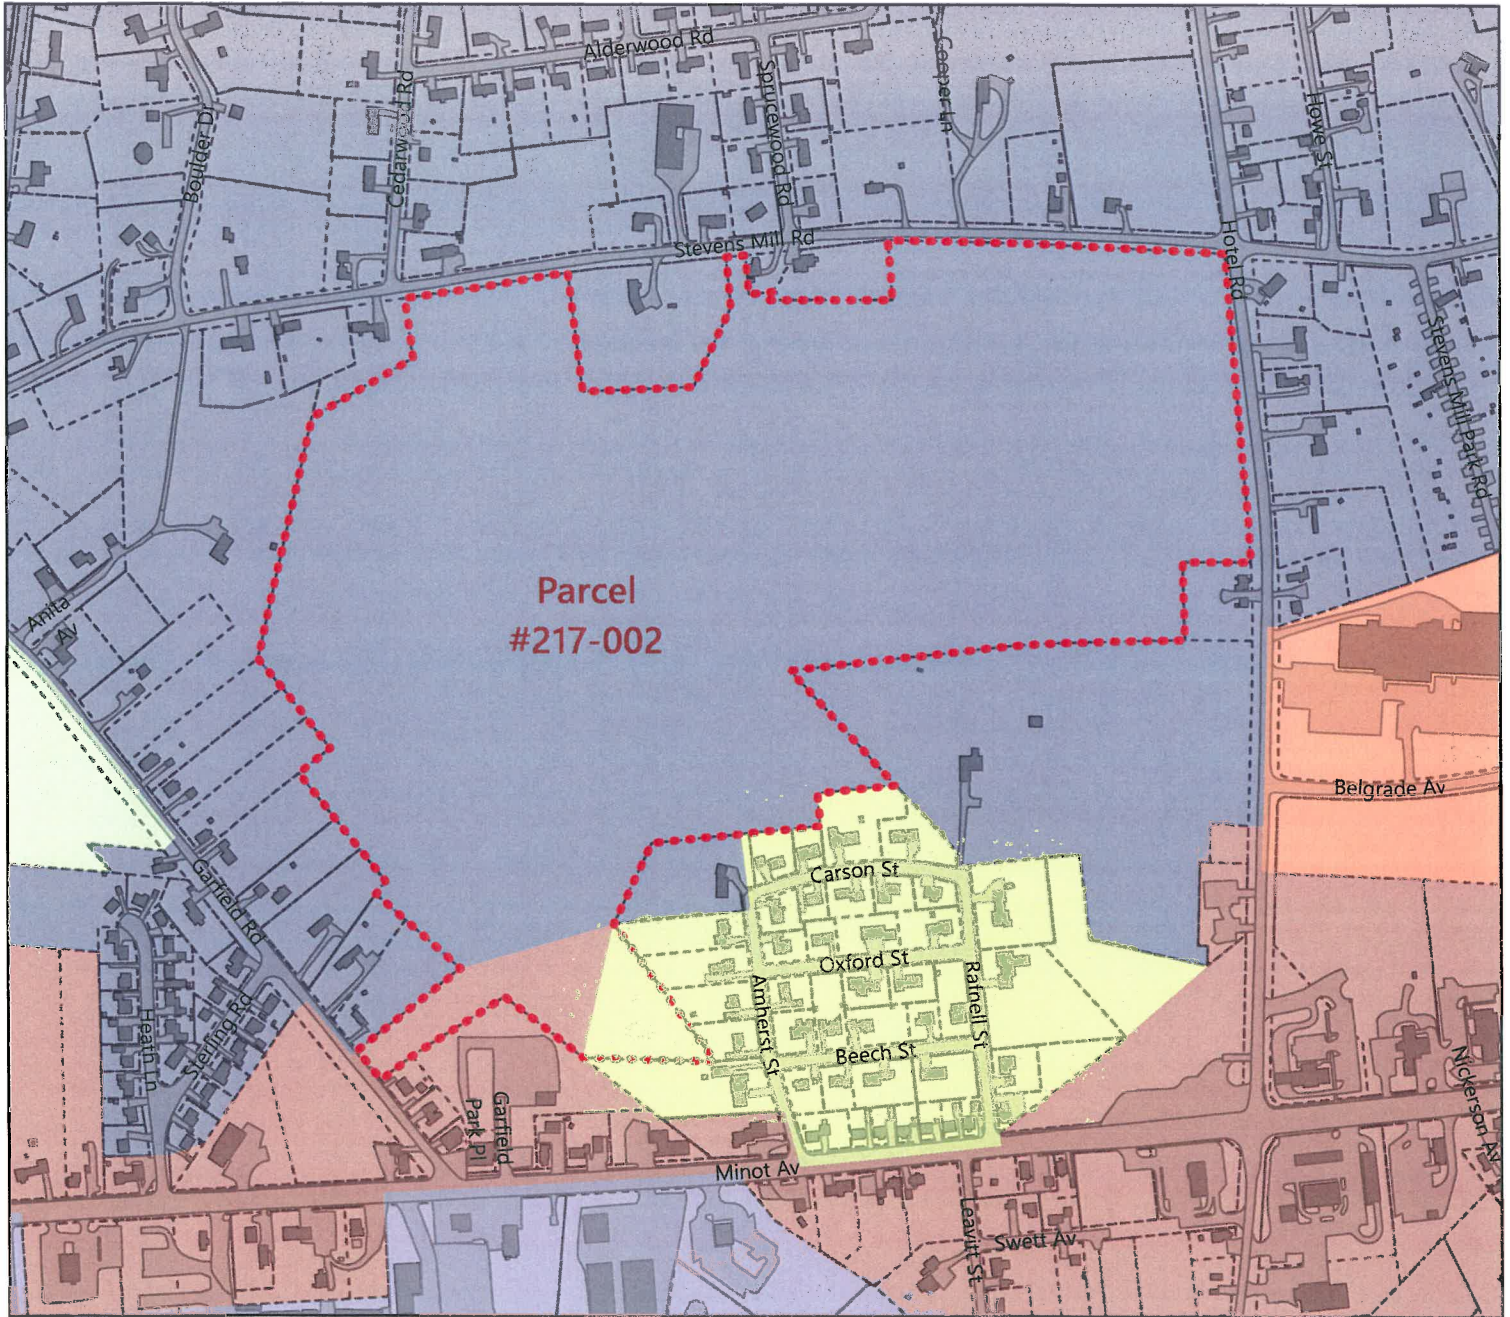 Alderwood Rd
Cedarwood Rd
Sprucewood Rd
Cooper Ln
Howe St
Boulder Dr
Stevens Mill Rd
Hotel Rd
Stevens Mill Park Rd
Parcel
#217-002
Anita
Av
Belgrade Av
Garfield Rd
Carson St
Oxford St
Amherst St
Rafnell St
Beech St
Heath Ln
Sterling Rd
Garfield
Park Pl
Nickerson Av
Minot Av
Leavitt St
Swett Av